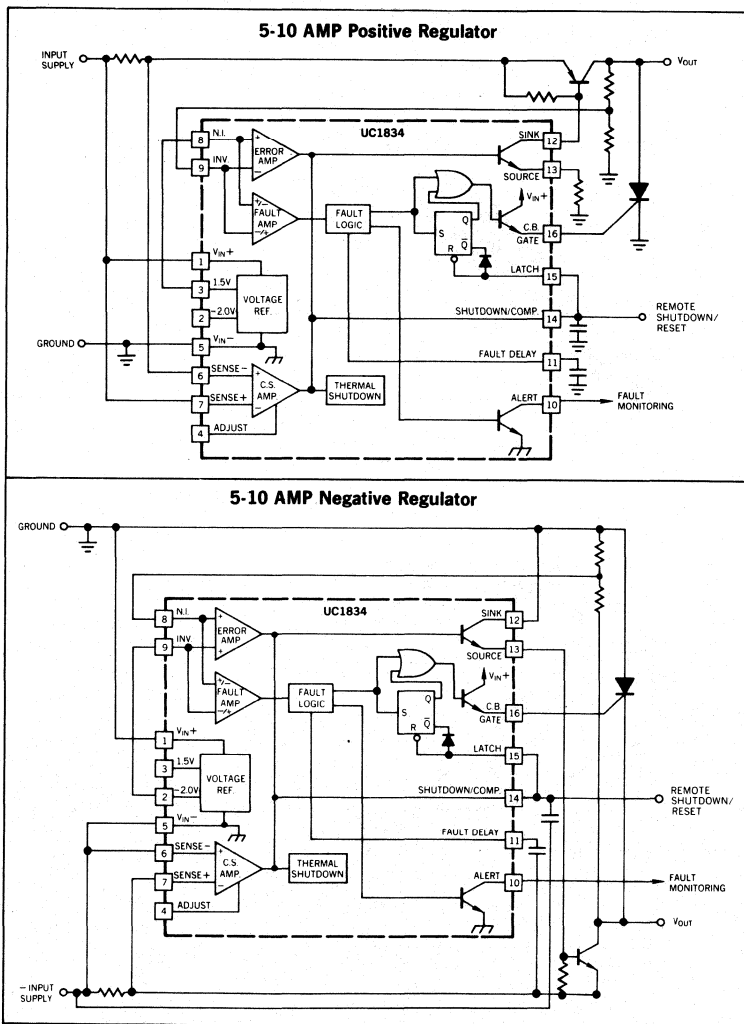 5-10 AMP Positive Regulator
INPUT
SUPPLY
VOUT
UC1834
8
N.I.
+
ERROR
AMP
−
9
INV.
+/−
FAULT
AMP
−/+
FAULT
LOGIC
SINK
12
SOURCE
13
VIN+
C.B.
GATE
16
S
Q
R
Q̅
LATCH
15
1
VIN+
3
1.5V
2
-2.0V
VOLTAGE
REF.
5
VIN−
GROUND
SHUTDOWN/COMP.
14
REMOTE
SHUTDOWN/
RESET
FAULT DELAY
11
6
SENSE−
+
C.S.
AMP.
−
7
SENSE+
4
ADJUST
THERMAL
SHUTDOWN
ALERT
10
FAULT
MONITORING
5-10 AMP Negative Regulator
GROUND
UC1834
8
N.I.
+
ERROR
AMP
+
9
INV.
+/−
FAULT
AMP
−/+
FAULT
LOGIC
SINK
12
SOURCE
13
VIN+
C.B.
GATE
16
S
Q
R
Q̅
LATCH
15
1
VIN+
3
1.5V
2
-2.0V
VOLTAGE
REF.
5
VIN−
SHUTDOWN/COMP.
14
REMOTE
SHUTDOWN/
RESET
FAULT DELAY
11
6
SENSE−
+
C.S.
AMP.
−
7
SENSE+
4
ADJUST
THERMAL
SHUTDOWN
ALERT
10
FAULT
MONITORING
VOUT
− INPUT
SUPPLY